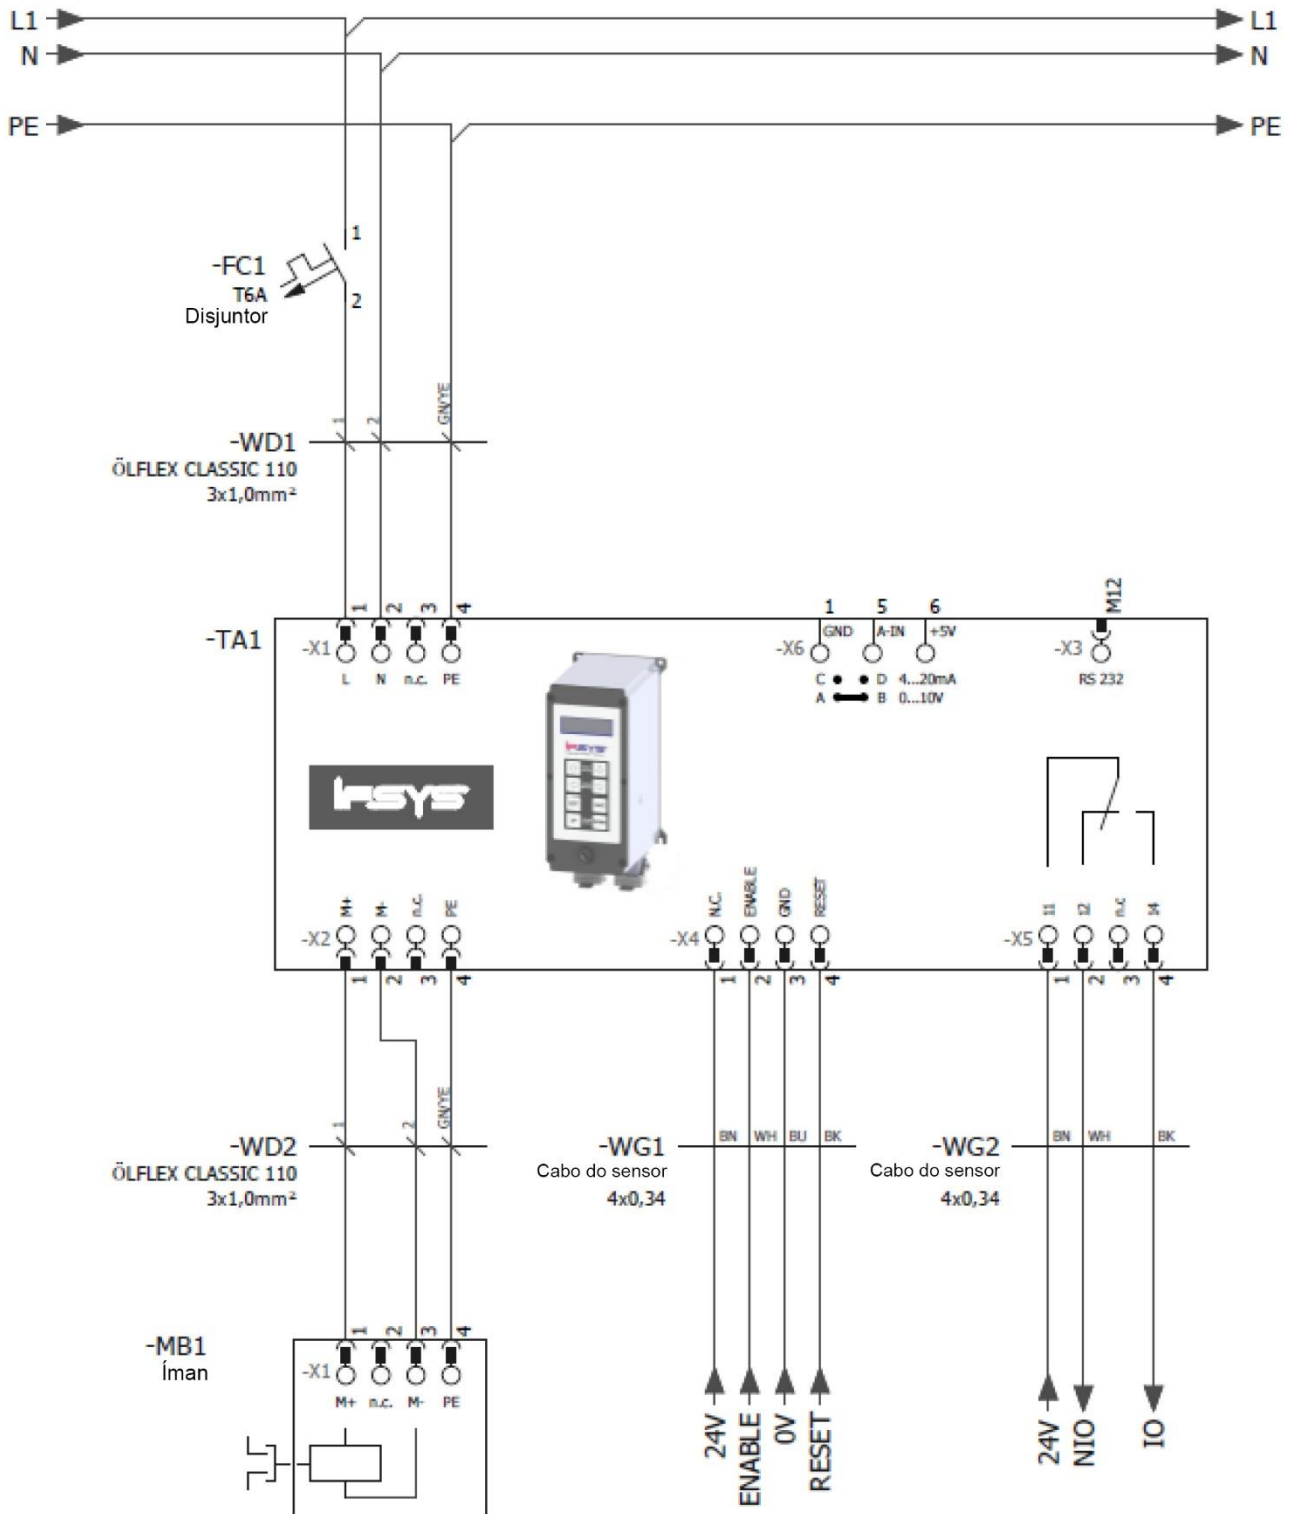 L1 L1
N N
PE PE
1
-FC1
T6A
2
Disjuntor
1 2 GN/YE
-WD1
ÖLFLEX CLASSIC 110
3x1,0mm²
-TA1
1 2 3 4
-X1
L N n.c. PE
1 5 6
GND A-IN +5V
-X6
C D 4...20mA
A B 0...10V
M12
-X3
RS 232
IFSYS
M+ M- n.c. PE
-X2
1 2 3 4
N.C. ENABLE GND RESET
-X4
1 2 3 4
11 12 n.c 14
-X5
1 2 3 4
1 2 GN/YE
-WD2
ÖLFLEX CLASSIC 110
3x1,0mm²
BN WH BU BK
-WG1
Cabo do sensor
4x0,34
BN WH BK
-WG2
Cabo do sensor
4x0,34
-MB1
Íman
1 2 3 4
-X1
M+ n.c. M- PE
24V ENABLE 0V RESET
24V NIO IO